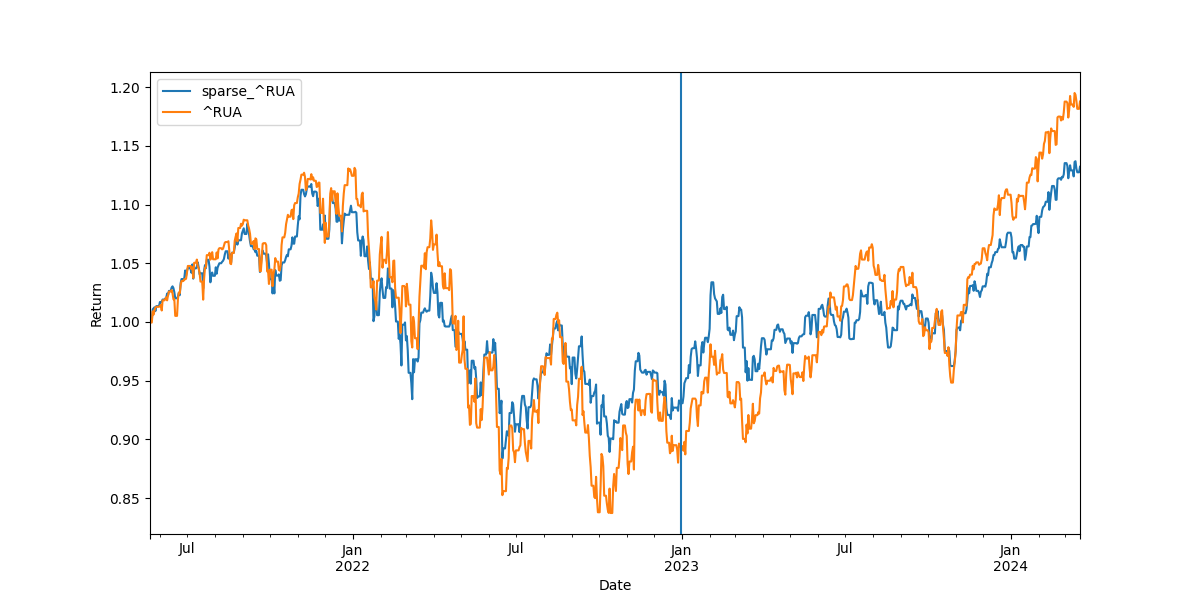 sparse_^RUA
^RUA
Return
1.20
1.15
1.10
1.05
1.00
0.95
0.90
0.85
Jul
Jan
2022
Jul
Jan
2023
Jul
Jan
2024
Date